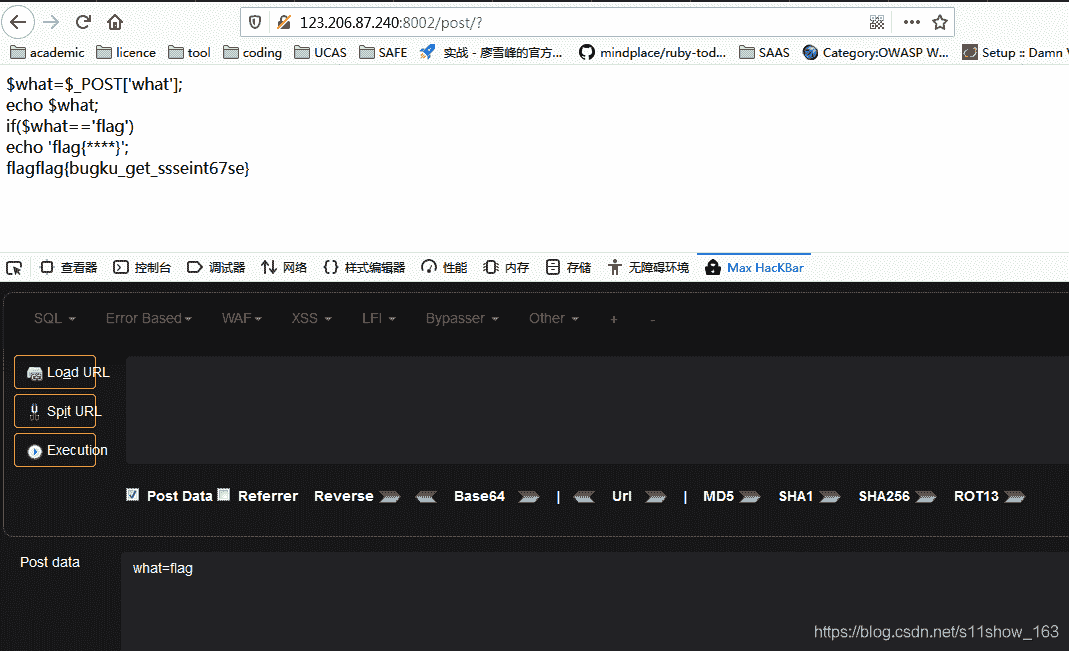 123.206.87.240:8002/post/?
academic licence tool coding UCAS SAFE 实战 - 廖雪峰的官方... mindplace/ruby-tod... SAAS Category:OWASP W... Setup :: Damn V
$what=$_POST['what'];
echo $what;
if($what=='flag')
echo 'flag{****}';
flagflag{bugku_get_ssseint67se}
查看器 控制台 调试器 网络 样式编辑器 性能 内存 存储 无障碍环境 Max HacKBar
SQL Error Based WAF XSS LFI Bypasser Other + -
Load URL
Spit URL
Execution
Post Data Referrer Reverse Base64 | Url | MD5 SHA1 SHA256 ROT13
Post data
what=flag
https://blog.csdn.net/s11show_163